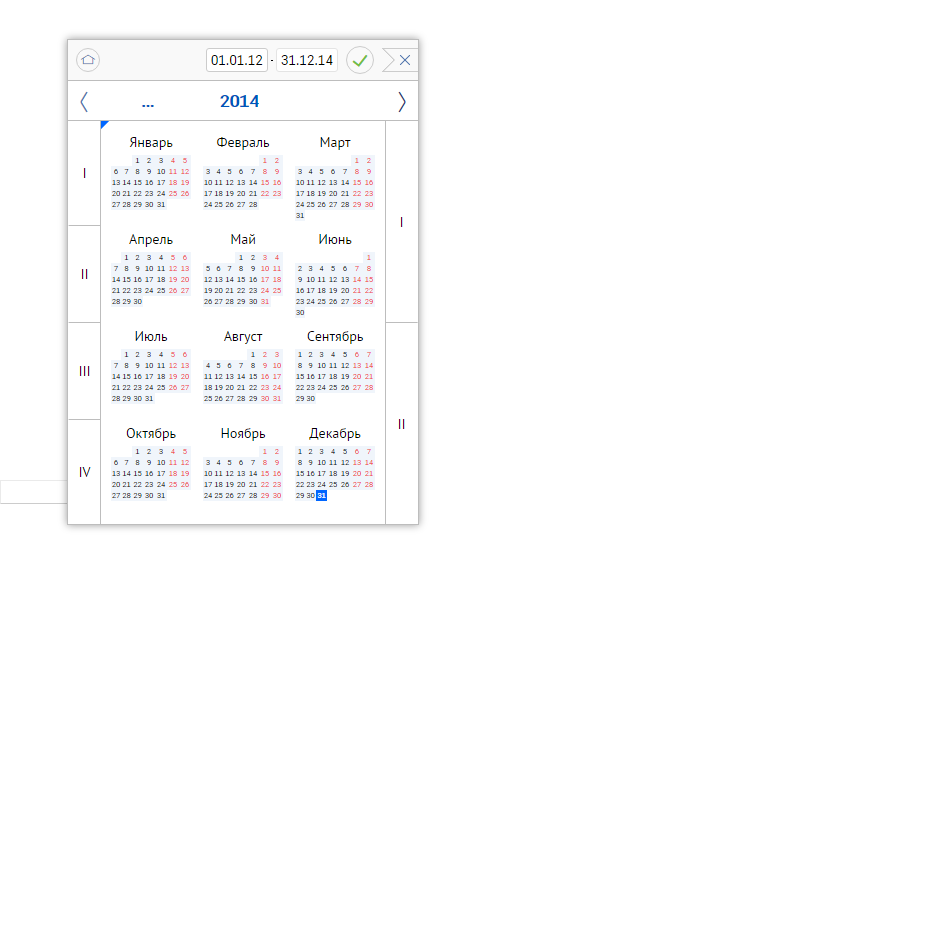 01.01.12 - 31.12.14
... 2014
Январь Февраль Март
1 2 3 4 5 1 2 1 2
6 7 8 9 10 11 12 3 4 5 6 7 8 9 3 4 5 6 7 8 9
13 14 15 16 17 18 19 10 11 12 13 14 15 16 10 11 12 13 14 15 16
I
20 21 22 23 24 25 26 17 18 19 20 21 22 23 17 18 19 20 21 22 23
27 28 29 30 31 24 25 26 27 28 24 25 26 27 28 29 30
31
I
Апрель Май Июнь
1 2 3 4 5 6 1 2 3 4 1
7 8 9 10 11 12 13 5 6 7 8 9 10 11 2 3 4 5 6 7 8
II
14 15 16 17 18 19 20 12 13 14 15 16 17 18 9 10 11 12 13 14 15
21 22 23 24 25 26 27 19 20 21 22 23 24 25 16 17 18 19 20 21 22
28 29 30 26 27 28 29 30 31 23 24 25 26 27 28 29
30
Июль Август Сентябрь
1 2 3 4 5 6 1 2 3 1 2 3 4 5 6 7
7 8 9 10 11 12 13 4 5 6 7 8 9 10 8 9 10 11 12 13 14
III
14 15 16 17 18 19 20 11 12 13 14 15 16 17 15 16 17 18 19 20 21
21 22 23 24 25 26 27 18 19 20 21 22 23 24 22 23 24 25 26 27 28
28 29 30 31 25 26 27 28 29 30 31 29 30
II
Октябрь Ноябрь Декабрь
1 2 3 4 5 1 2 1 2 3 4 5 6 7
6 7 8 9 10 11 12 3 4 5 6 7 8 9 8 9 10 11 12 13 14
IV
13 14 15 16 17 18 19 10 11 12 13 14 15 16 15 16 17 18 19 20 21
20 21 22 23 24 25 26 17 18 19 20 21 22 23 22 23 24 25 26 27 28
27 28 29 30 31 24 25 26 27 28 29 30 29 30 31